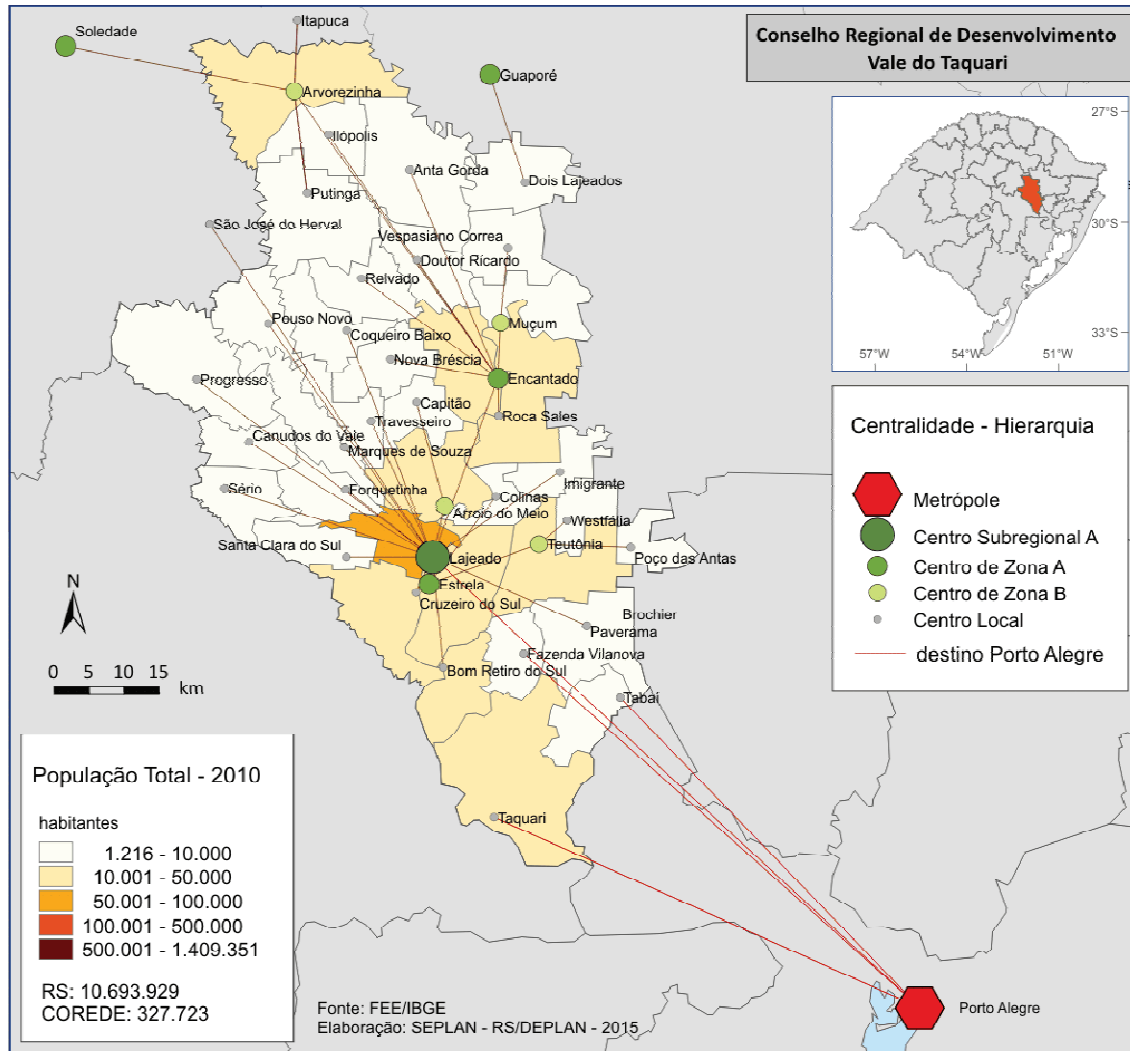 Conselho Regional de Desenvolvimento
Vale do Taquari
Soledade
Itapuca
Guaporé
Arvorezinha
Ilópolis
Anta Gorda
Dois Lajeados
Putinga
São José do Herval
Vespasiano Correa
Doutor Ricardo
Relvado
Pouso Novo
Muçum
Coqueiro Baixo
Nova Bréscia
Progresso
Encantado
Capitão
Roca Sales
Travesseiro
Canudos do Vale
Marques de Souza
Imigrante
Sério
Forquetinha
Colinas
Arroio do Meio
Westfália
Santa Clara do Sul
Lajeado
Teutônia
Poço das Antas
Estrela
Cruzeiro do Sul
Brochier
Paverama
Fazenda Vilanova
Bom Retiro do Sul
Tabaí
Taquari
Porto Alegre
27°S
30°S
33°S
57°W 54°W 51°W
Centralidade - Hierarquia
Metrópole
Centro Subregional A
Centro de Zona A
Centro de Zona B
Centro Local
destino Porto Alegre
N
0 5 10 15
km
População Total - 2010
habitantes
1.216 - 10.000
10.001 - 50.000
50.001 - 100.000
100.001 - 500.000
500.001 - 1.409.351
RS: 10.693.929
COREDE: 327.723
Fonte: FEE/IBGE
Elaboração: SEPLAN - RS/DEPLAN - 2015